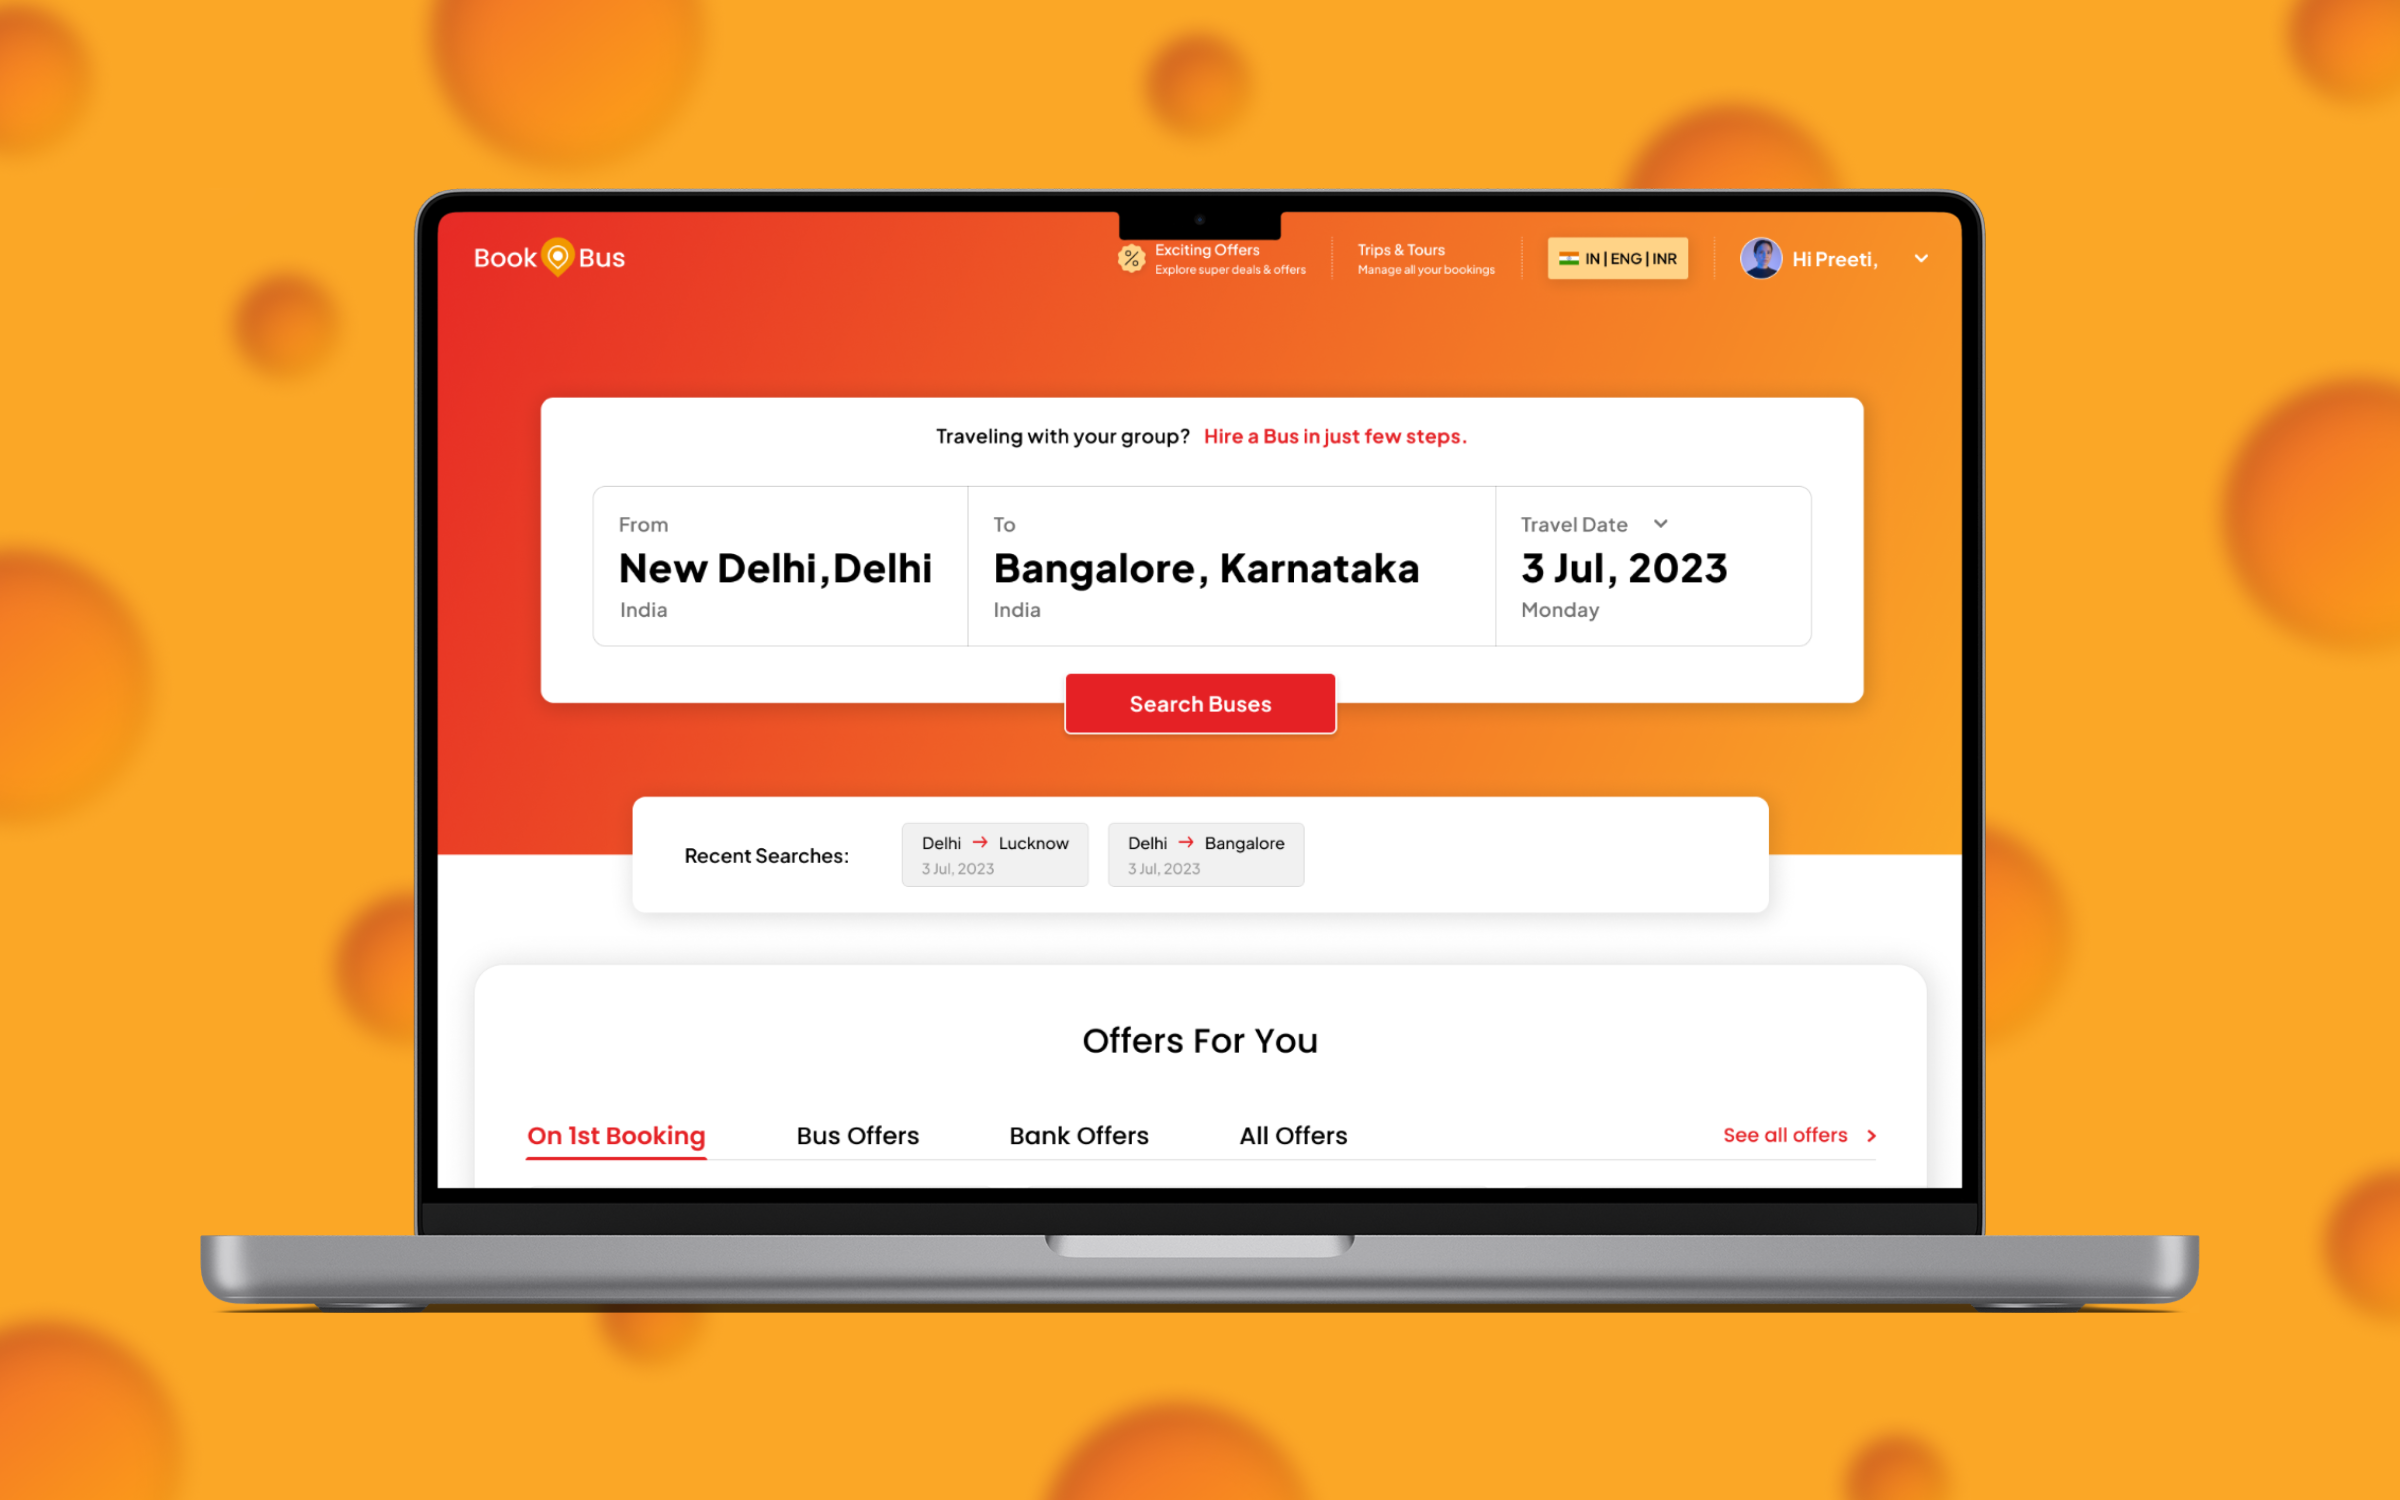 Book Bus
Exciting Offers
Explore super deals & offers
Trips & Tours
Manage all your bookings
IN | ENG | INR
Hi Preeti,
Traveling with your group? Hire a Bus in just few steps.
From
New Delhi,Delhi
India
To
Bangalore, Karnataka
India
Travel Date
3 Jul, 2023
Monday
Search Buses
Recent Searches:
Delhi → Lucknow
3 Jul, 2023
Delhi → Bangalore
3 Jul, 2023
Offers For You
On 1st Booking
Bus Offers
Bank Offers
All Offers
See all offers >